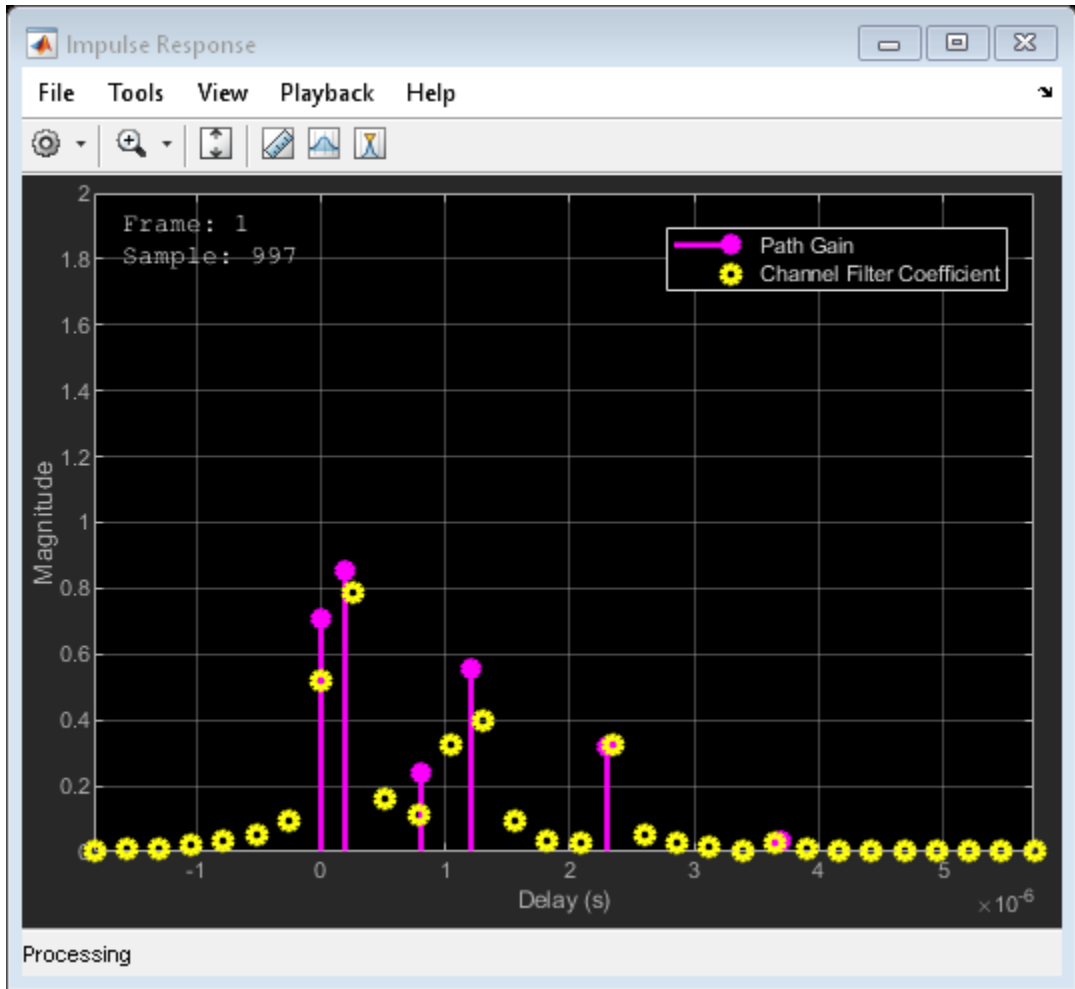 Impulse Response
File Tools View Playback Help
Frame: 1
Sample: 997
Path Gain
Channel Filter Coefficient
2
1.8
1.6
1.4
1.2
1
0.8
0.6
0.4
0.2
0
Magnitude
-1 0 1 2 3 4 5
Delay (s)
×10⁻⁶
Processing